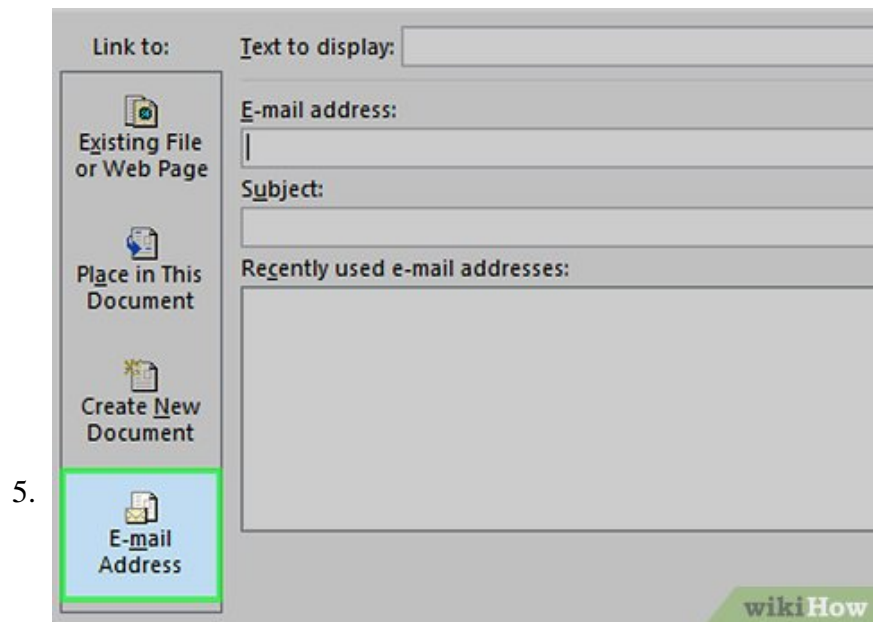 Link to:
Text to display:
Existing File
or Web Page
E-mail address:
Subject:
Place in This
Document
Recently used e-mail addresses:
Create New
Document
5.
E-mail
Address
wikiHow